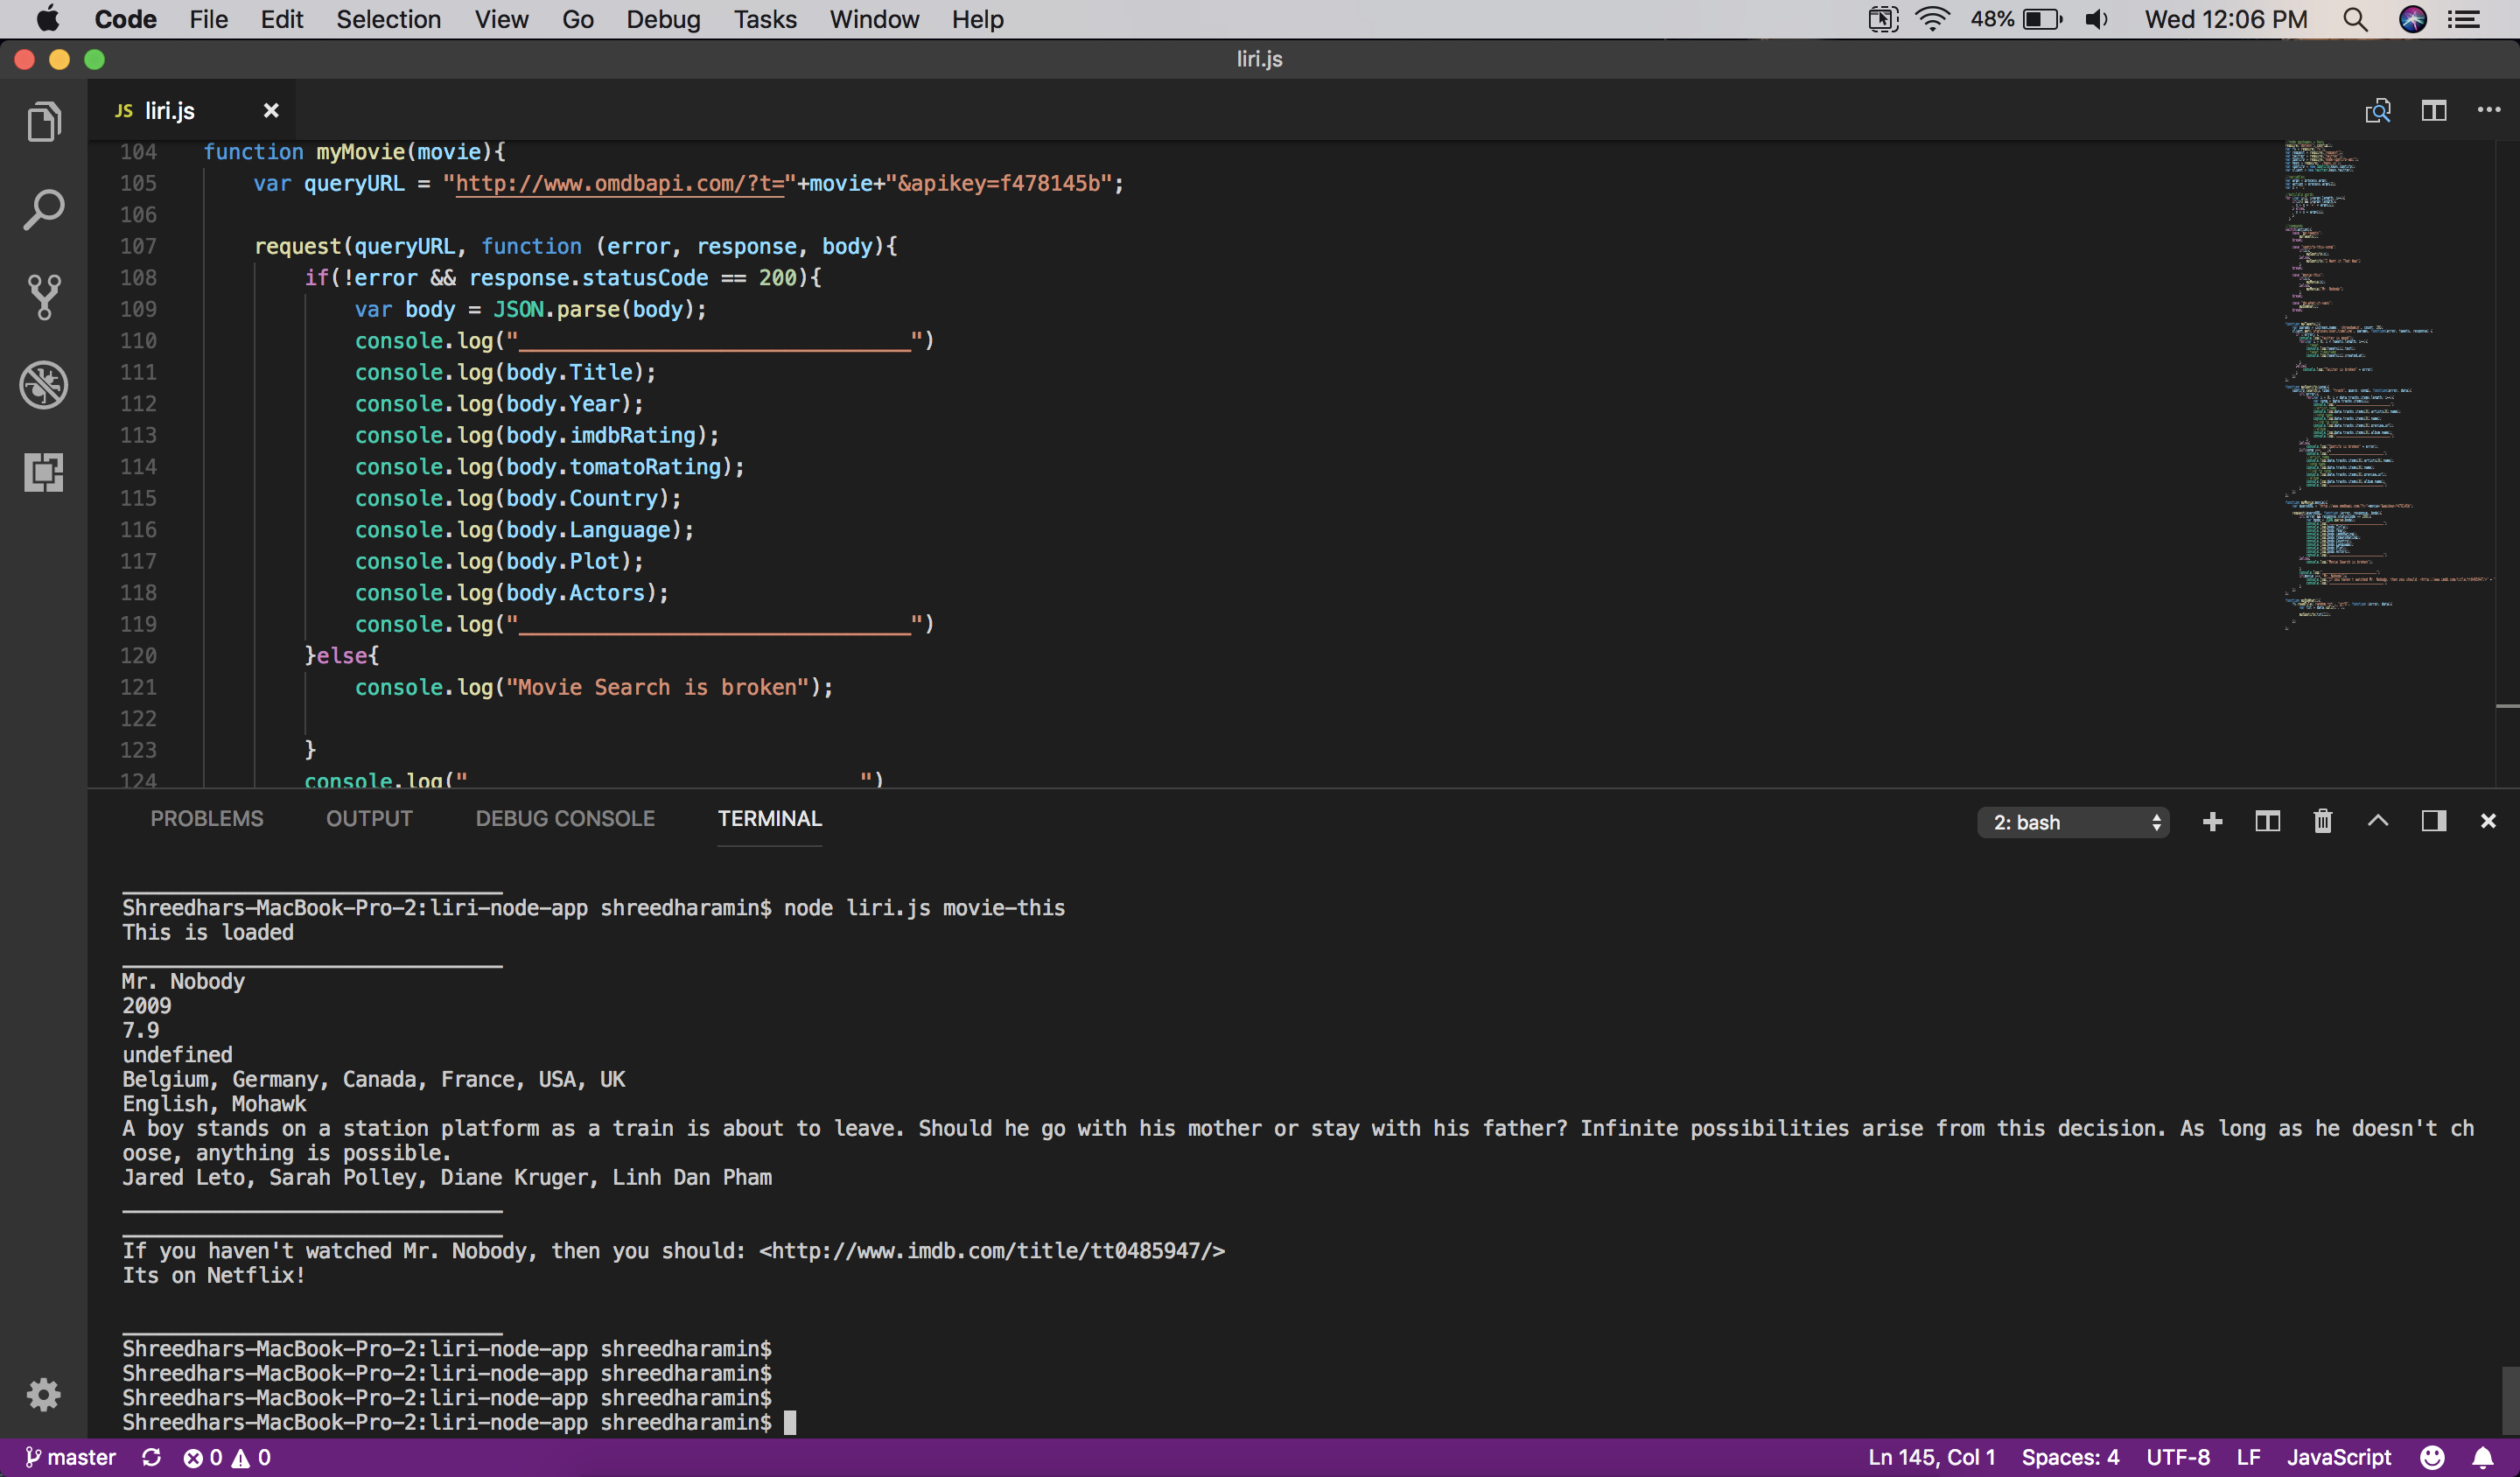 Code File Edit Selection View Go Debug Tasks Window Help 48% Wed 12:06 PM
liri.js
JS liri.js
104 function myMovie(movie){
105 var queryURL = "http://www.omdbapi.com/?t="+movie+"&apikey=f478145b";
106
107 request(queryURL, function (error, response, body){
108 if(!error && response.statusCode == 200){
109 var body = JSON.parse(body);
110 console.log("_______________________________")
111 console.log(body.Title);
112 console.log(body.Year);
113 console.log(body.imdbRating);
114 console.log(body.tomatoRating);
115 console.log(body.Country);
116 console.log(body.Language);
117 console.log(body.Plot);
118 console.log(body.Actors);
119 console.log("_______________________________")
120 }else{
121 console.log("Movie Search is broken");
122
123 }
124 console.log("_______________________________")
PROBLEMS OUTPUT DEBUG CONSOLE TERMINAL 2: bash
_______________________________
Shreedhars-MacBook-Pro-2:liri-node-app shreedharamin$ node liri.js movie-this
This is loaded
_______________________________
Mr. Nobody
2009
7.9
undefined
Belgium, Germany, Canada, France, USA, UK
English, Mohawk
A boy stands on a station platform as a train is about to leave. Should he go with his mother or stay with his father? Infinite possibilities arise from this decision. As long as he doesn't ch
oose, anything is possible.
Jared Leto, Sarah Polley, Diane Kruger, Linh Dan Pham
_______________________________
_______________________________
If you haven't watched Mr. Nobody, then you should: <http://www.imdb.com/title/tt0485947/>
Its on Netflix!
_______________________________
Shreedhars-MacBook-Pro-2:liri-node-app shreedharamin$
Shreedhars-MacBook-Pro-2:liri-node-app shreedharamin$
Shreedhars-MacBook-Pro-2:liri-node-app shreedharamin$
Shreedhars-MacBook-Pro-2:liri-node-app shreedharamin$
master 0 0 Ln 145, Col 1 Spaces: 4 UTF-8 LF JavaScript